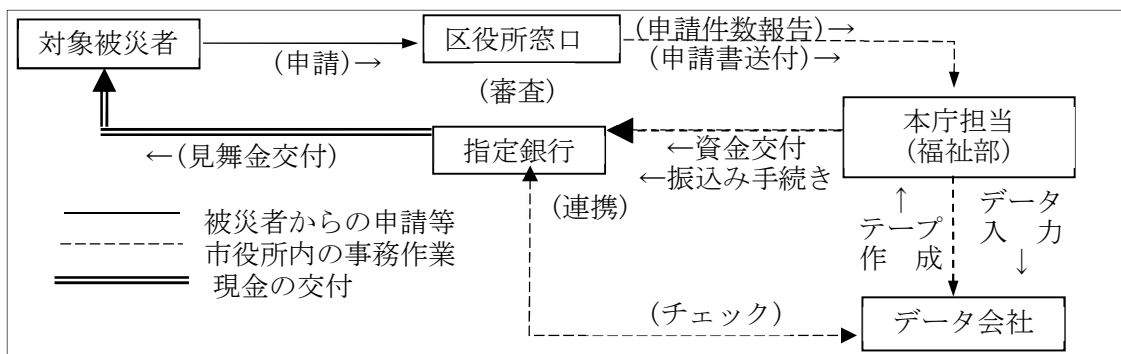 対象被災者
(申請)→
区役所窓口
(審査)
(申請件数報告)→
(申請書送付)→
本庁担当
(福祉部)
←資金交付
←振込み手続き
指定銀行
←(見舞金交付)
(連携)
被災者からの申請等
市役所内の事務作業
現金の交付
↑
テープ
作 成
データ
入 力
↓
(チェック)
データ会社